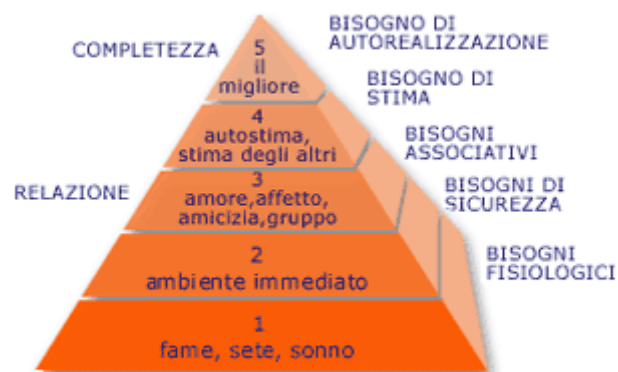 COMPLETEZZA
RELAZIONE
5
il
migliore
4
autostima,
stima degli altri
3
amore,affetto,
amicizia,gruppo
2
ambiente immediato
1
fame, sete, sonno
BISOGNO DI
AUTOREALIZZAZIONE
BISOGNO DI
STIMA
BISOGNI
ASSOCIATIVI
BISOGNI DI
SICUREZZA
BISOGNI
FISIOLOGICI